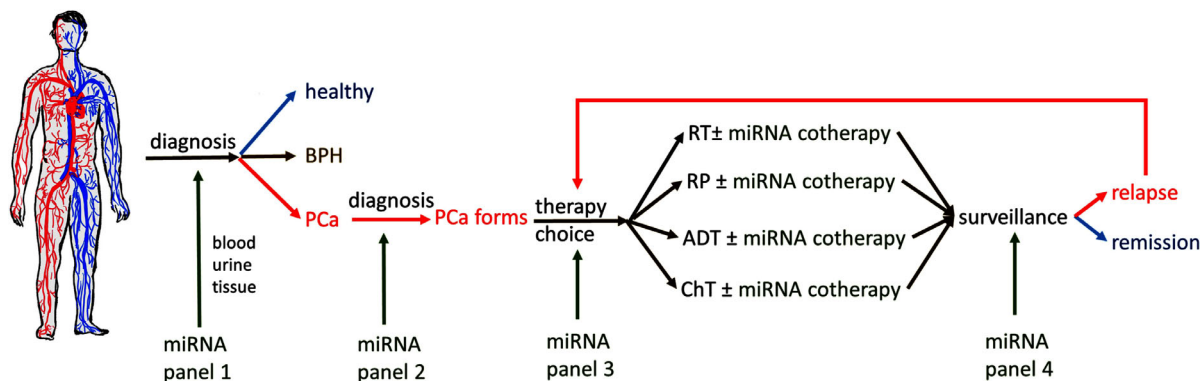 healthy
diagnosis
BPH
PCa
blood
urine
tissue
miRNA
panel 1
diagnosis
PCa forms
miRNA
panel 2
therapy
choice
miRNA
panel 3
RT± miRNA cotherapy
RP ± miRNA cotherapy
ADT ± miRNA cotherapy
ChT ± miRNA cotherapy
surveillance
relapse
remission
miRNA
panel 4